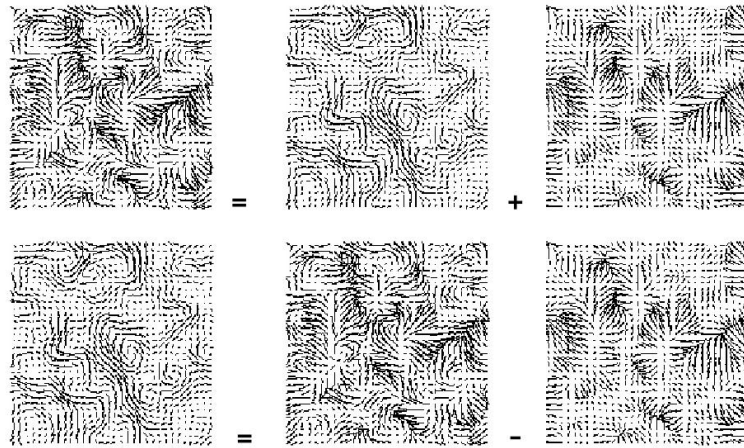 = +
= -